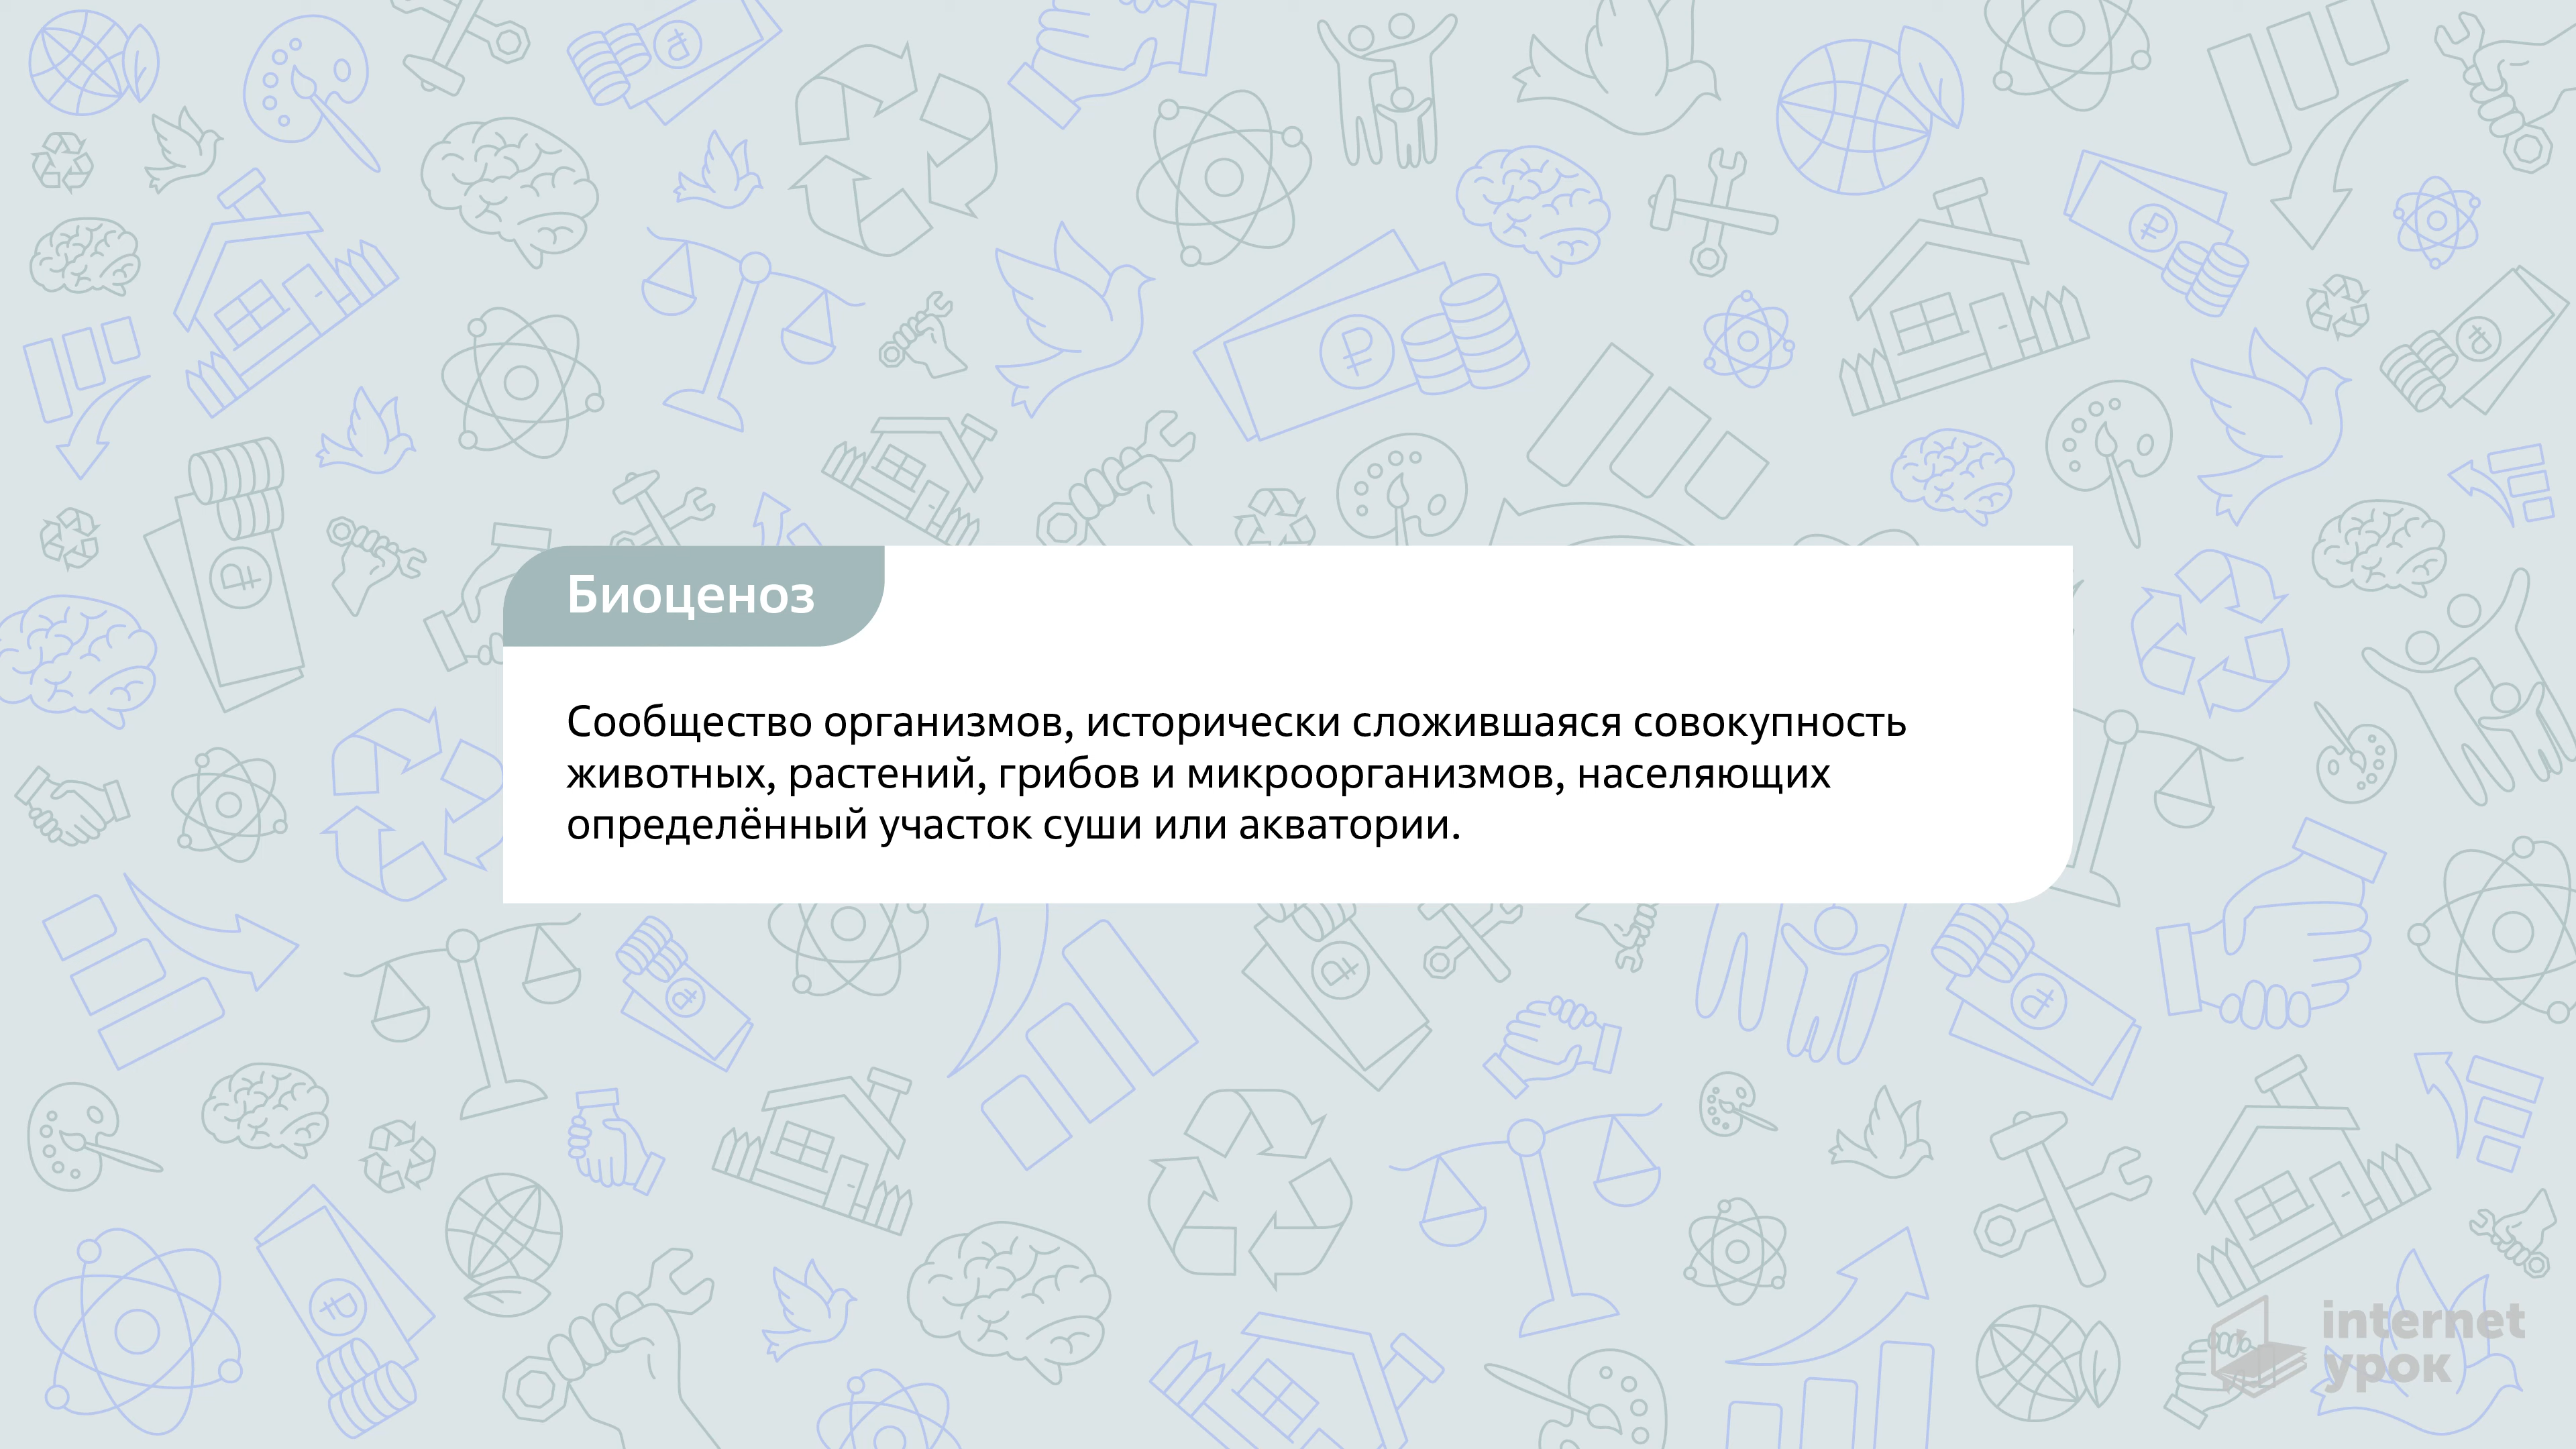 Биоценоз
Сообщество организмов, исторически сложившаяся совокупность
животных, растений, грибов и микроорганизмов, населяющих
определённый участок суши или акватории.
internet
урок